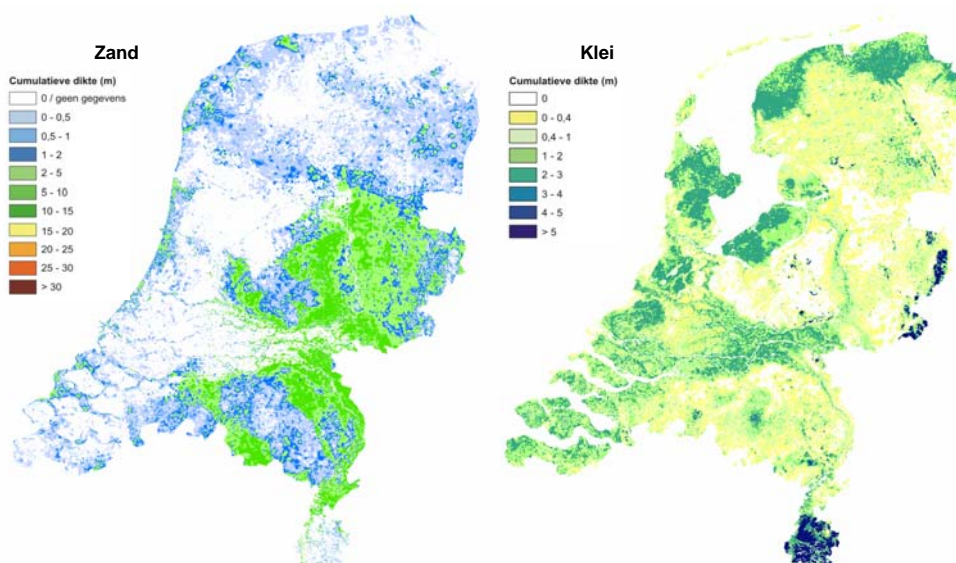 Zand
Cumulatieve dikte (m)
0 / geen gegevens
0 - 0,5
0,5 - 1
1 - 2
2 - 5
5 - 10
10 - 15
15 - 20
20 - 25
25 - 30
> 30
Klei
Cumulatieve dikte (m)
0
0 - 0,4
0,4 - 1
1 - 2
2 - 3
3 - 4
4 - 5
> 5